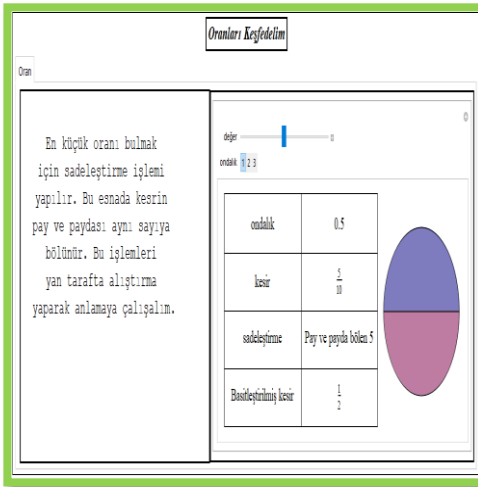 Oranları Keşfedelim
Oran
En küçük oranı bulmak
için sadeleştirme işlemi
yapılır. Bu esnada kesrin
pay ve paydası aynı sayıya
bölünür. Bu işlemleri
yan tarafta alıştırma
yaparak anlamaya çalışalım.
değer
ondalık 1 2 3
ondalık 0.5
kesir 5/10
sadeleştirme Pay ve payda bölen 5
Basitleştirilmiş kesir 1/2